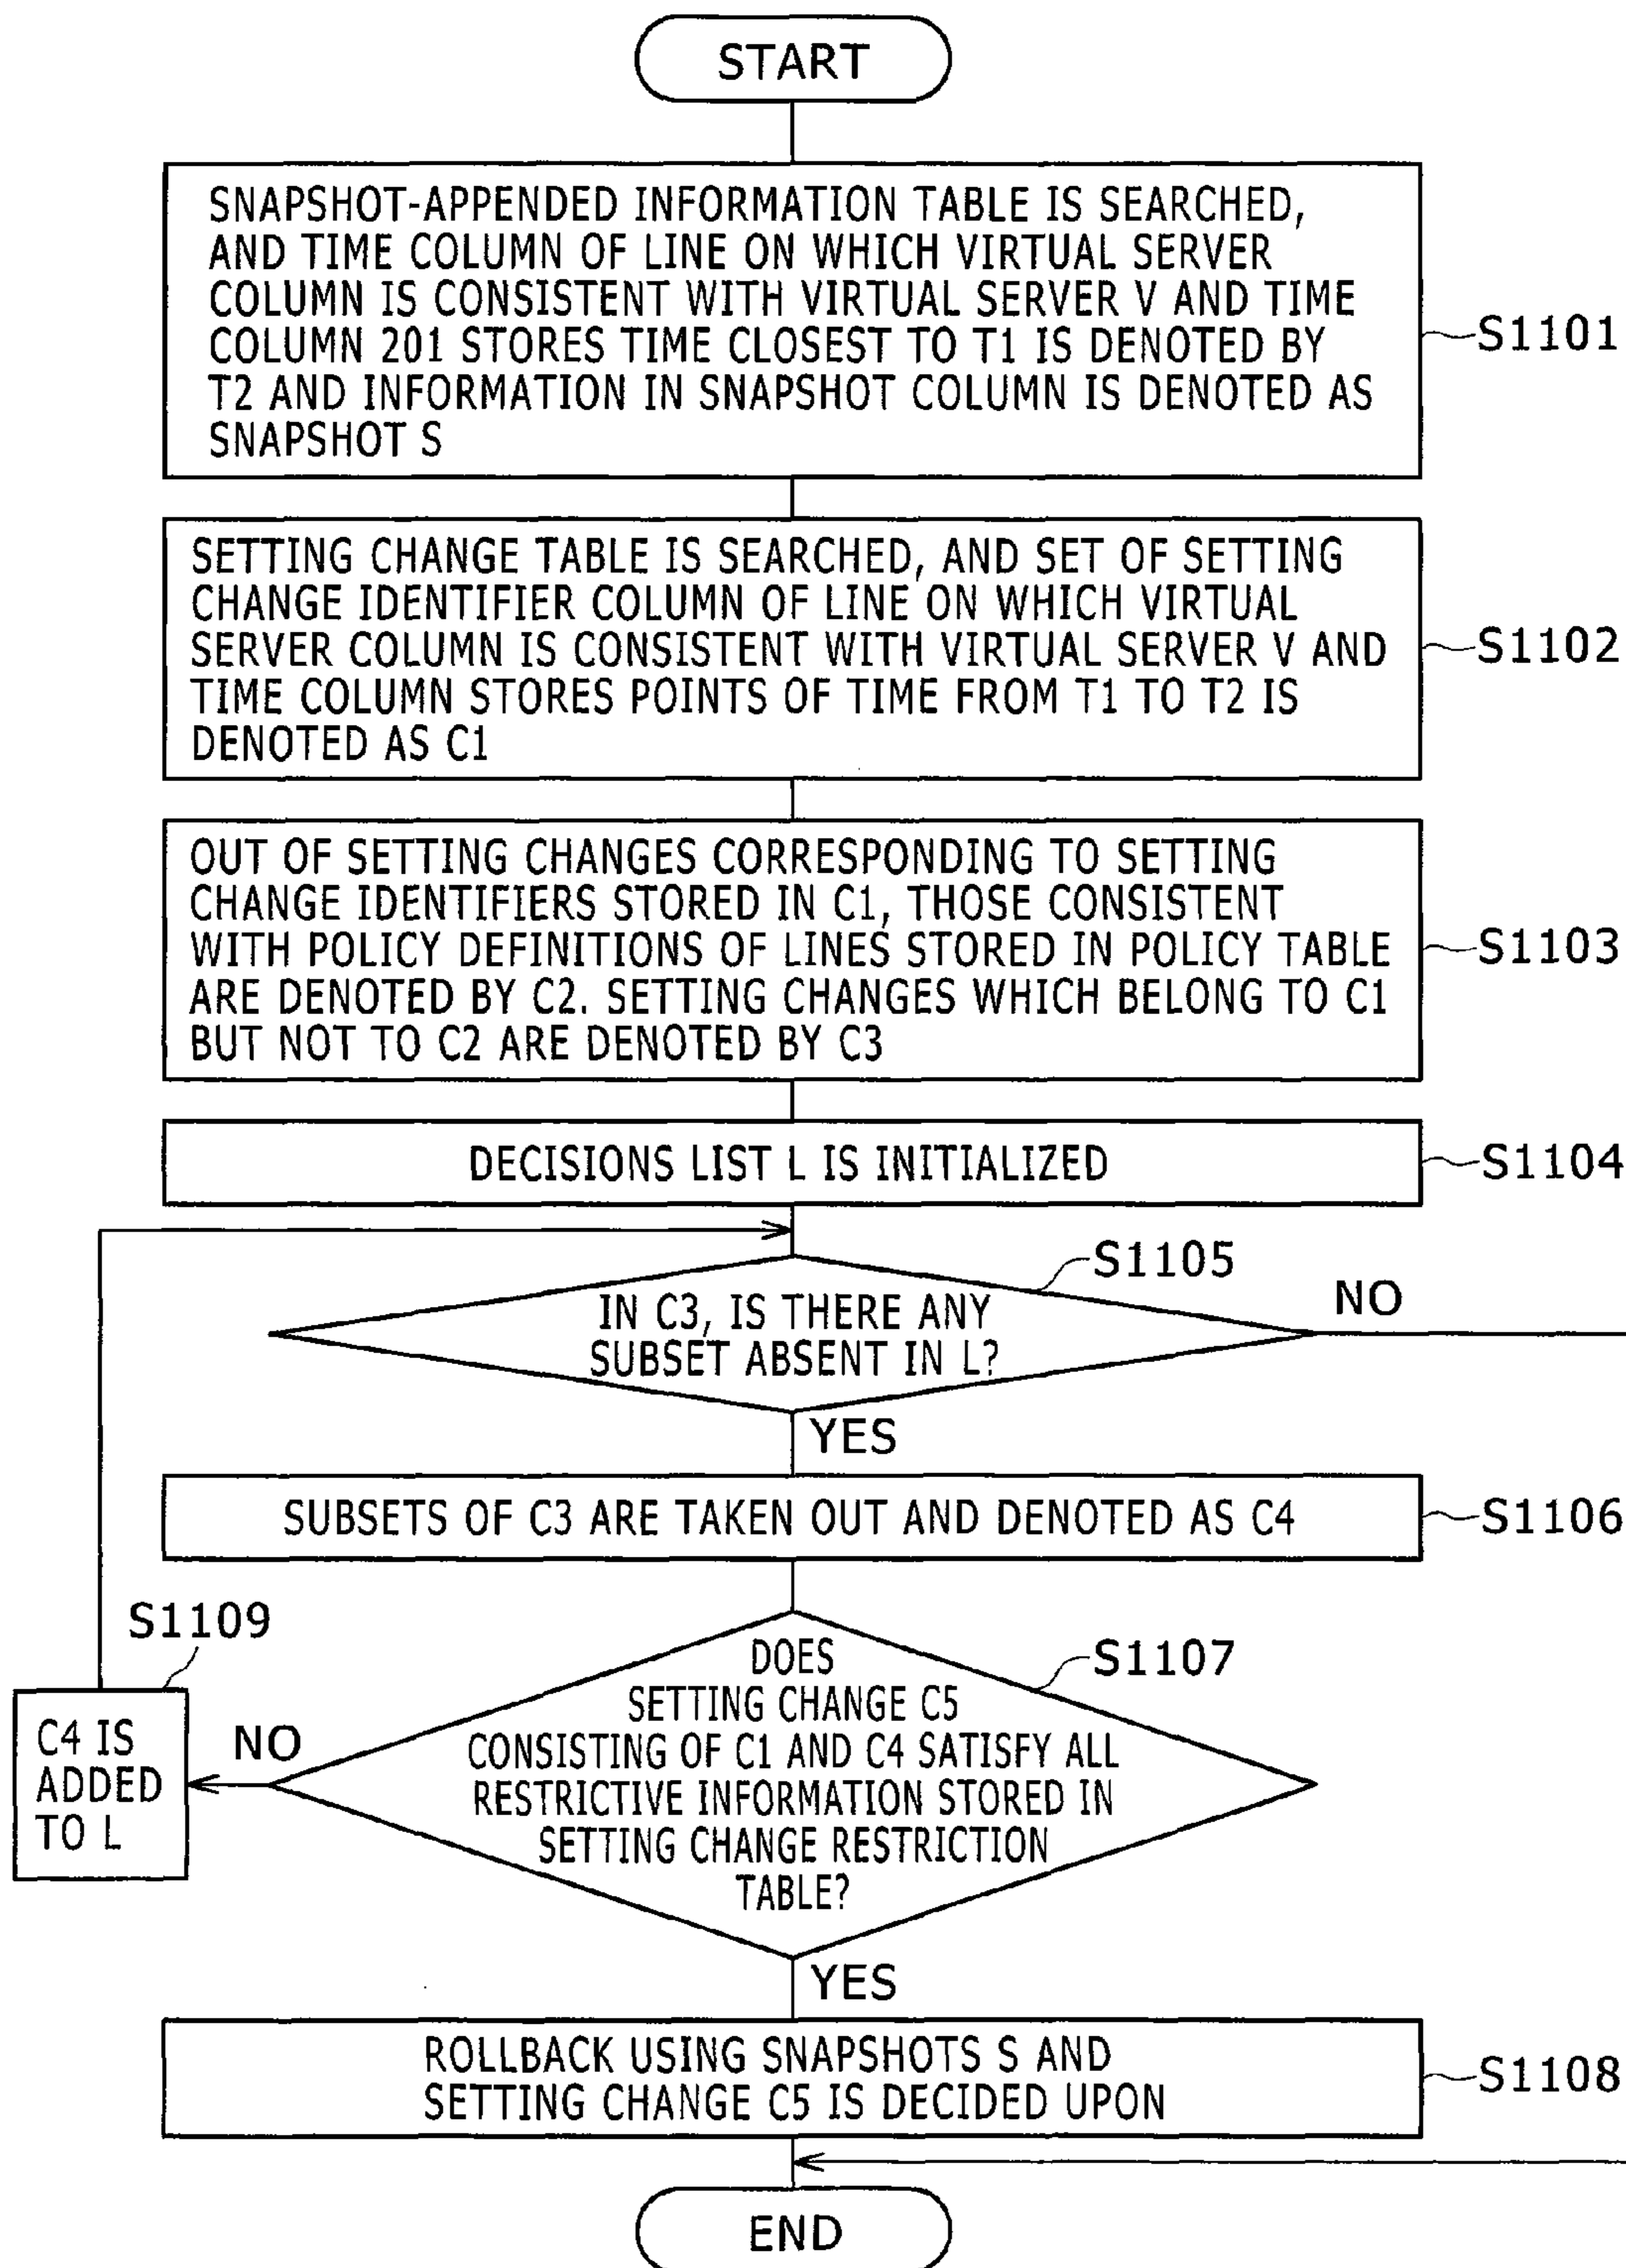 START
SNAPSHOT-APPENDED INFORMATION TABLE IS SEARCHED,
AND TIME COLUMN OF LINE ON WHICH VIRTUAL SERVER
COLUMN IS CONSISTENT WITH VIRTUAL SERVER V AND TIME
COLUMN 201 STORES TIME CLOSEST TO T1 IS DENOTED BY
T2 AND INFORMATION IN SNAPSHOT COLUMN IS DENOTED AS
SNAPSHOT S
S1101
SETTING CHANGE TABLE IS SEARCHED, AND SET OF SETTING
CHANGE IDENTIFIER COLUMN OF LINE ON WHICH VIRTUAL
SERVER COLUMN IS CONSISTENT WITH VIRTUAL SERVER V AND
TIME COLUMN STORES POINTS OF TIME FROM T1 TO T2 IS
DENOTED AS C1
S1102
OUT OF SETTING CHANGES CORRESPONDING TO SETTING
CHANGE IDENTIFIERS STORED IN C1, THOSE CONSISTENT
WITH POLICY DEFINITIONS OF LINES STORED IN POLICY TABLE
ARE DENOTED BY C2. SETTING CHANGES WHICH BELONG TO C1
BUT NOT TO C2 ARE DENOTED BY C3
S1103
DECISIONS LIST L IS INITIALIZED
S1104
S1105
IN C3, IS THERE ANY
SUBSET ABSENT IN L?
NO
YES
SUBSETS OF C3 ARE TAKEN OUT AND DENOTED AS C4
S1106
S1107
DOES
SETTING CHANGE C5
CONSISTING OF C1 AND C4 SATISFY ALL
RESTRICTIVE INFORMATION STORED IN
SETTING CHANGE RESTRICTION
TABLE?
NO
S1109
C4 IS
ADDED
TO L
YES
ROLLBACK USING SNAPSHOTS S AND
SETTING CHANGE C5 IS DECIDED UPON
S1108
END